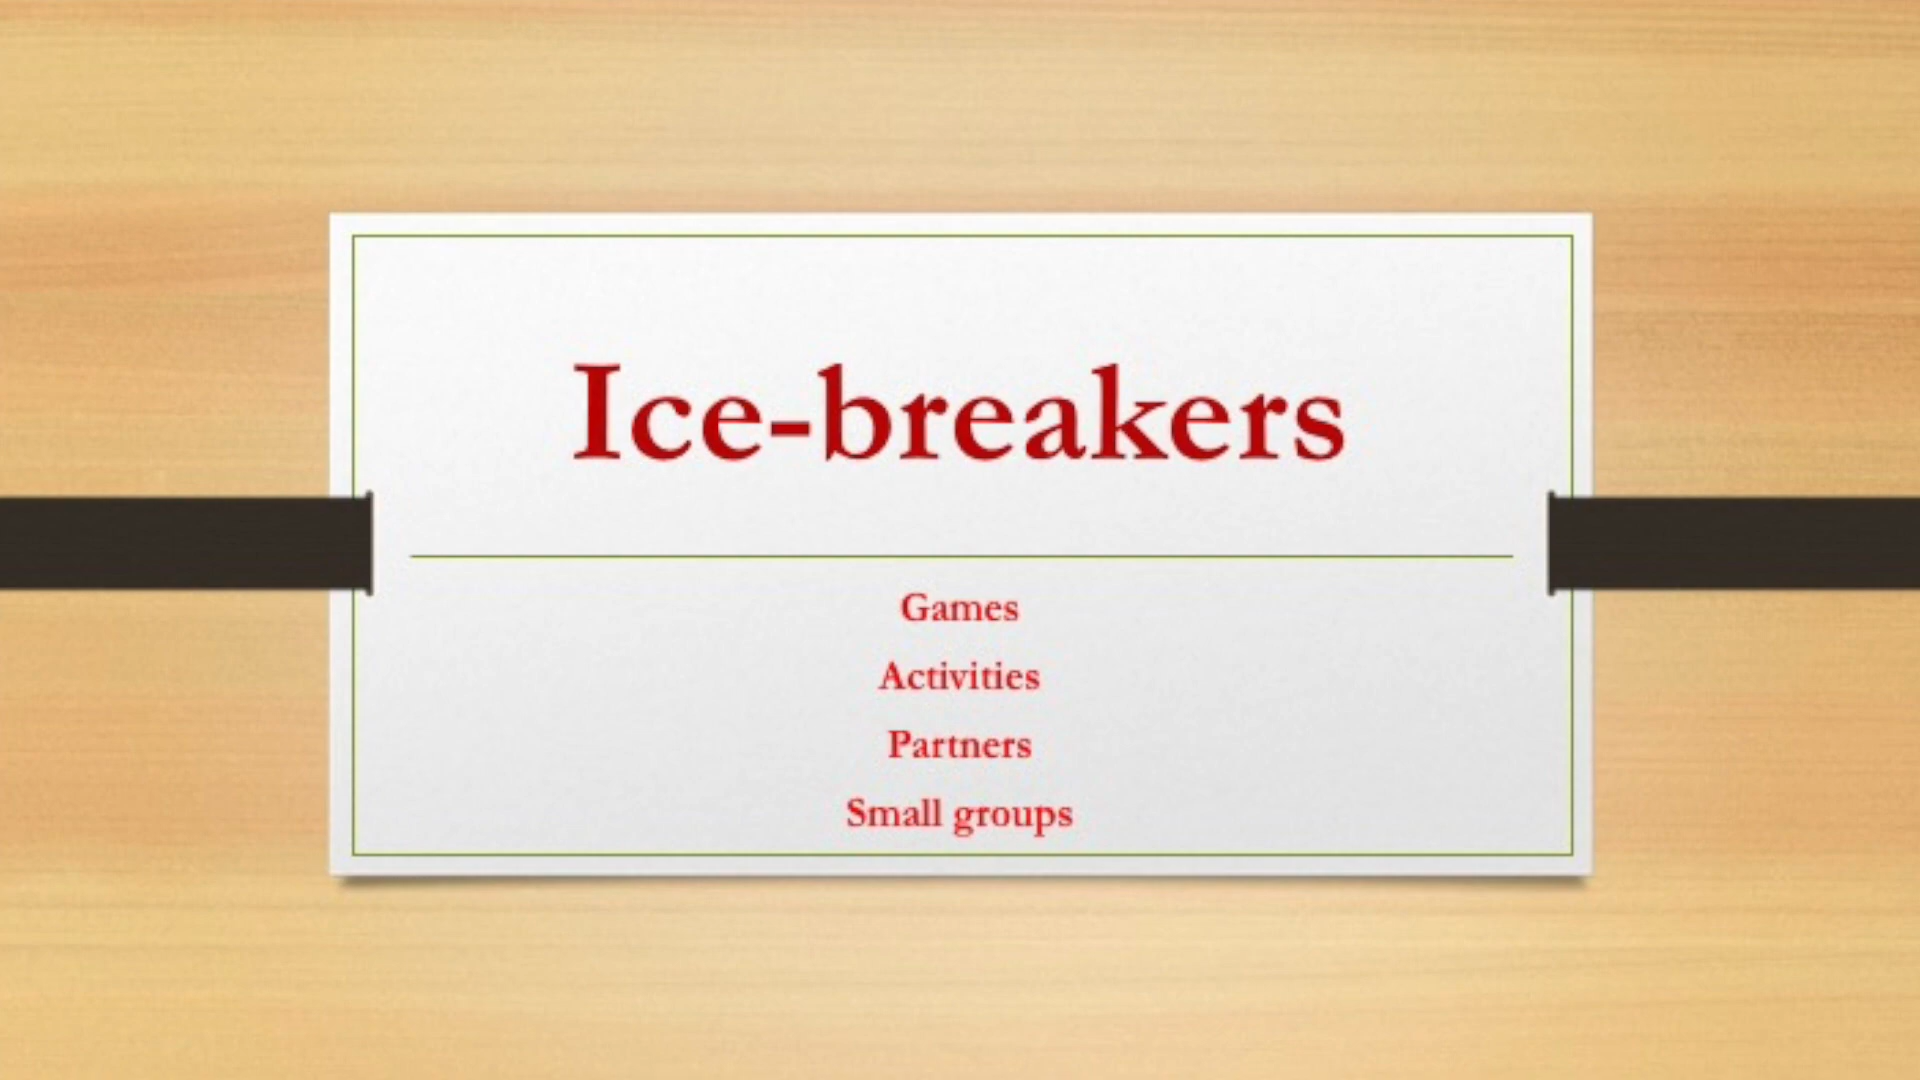 Ice-breakers
Games
Activities
Partners
Small groups